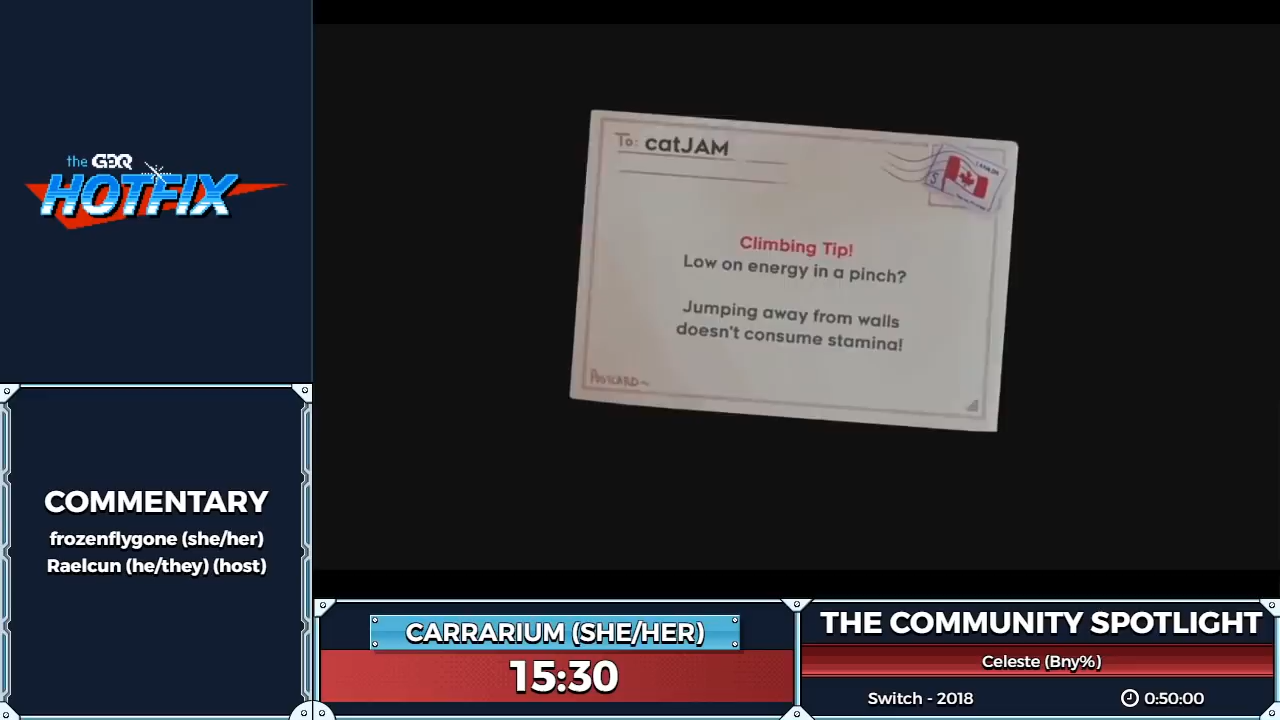 the GDQ
HOTFIX
To: catJAM
CANADA
$
Climbing Tip!
Low on energy in a pinch?
Jumping away from walls
doesn't consume stamina!
POSTCARD~
COMMENTARY
frozenflygone (she/her)
Raelcun (he/they) (host)
CARRARIUM (SHE/HER)
15:30
THE COMMUNITY SPOTLIGHT
Celeste (Bny%)
Switch - 2018
0:50:00